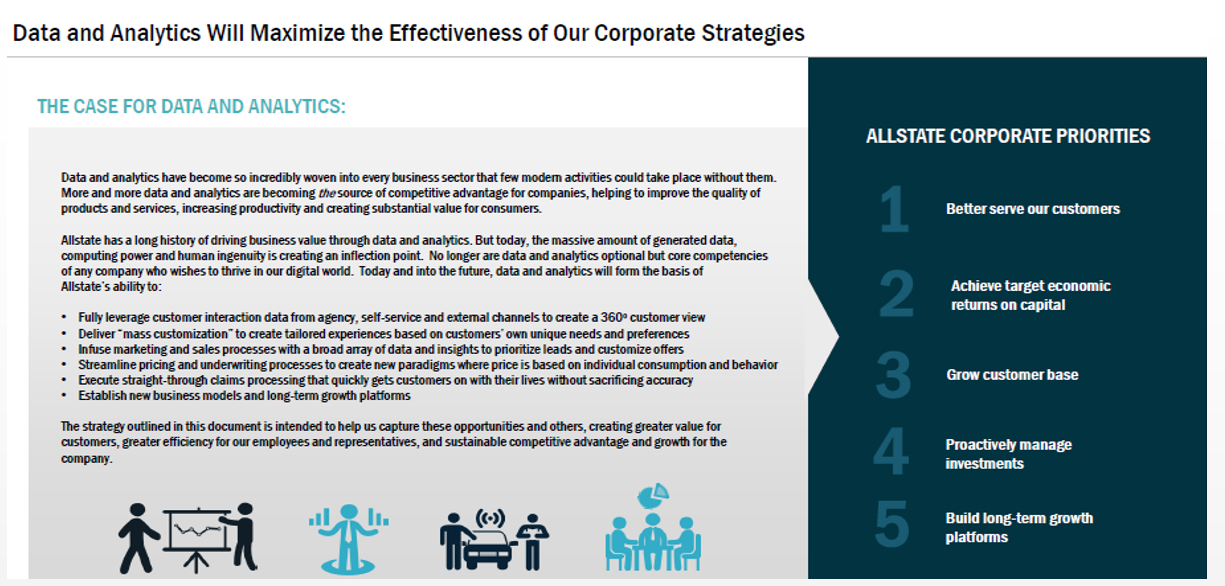 Data and Analytics Will Maximize the Effectiveness of Our Corporate Strategies
THE CASE FOR DATA AND ANALYTICS:
Data and analytics have become so incredibly woven into every business sector that few modern activities could take place without them.
More and more data and analytics are becoming the source of competitive advantage for companies, helping to improve the quality of
products and services, increasing productivity and creating substantial value for consumers.
Allstate has a long history of driving business value through data and analytics. But today, the massive amount of generated data,
computing power and human ingenuity is creating an inflection point. No longer are data and analytics optional but core competencies
of any company who wishes to thrive in our digital world. Today and into the future, data and analytics will form the basis of
Allstate's ability to:
• Fully leverage customer interaction data from agency, self-service and external channels to create a 360º customer view
• Deliver "mass customization" to create tailored experiences based on customers' own unique needs and preferences
• Infuse marketing and sales processes with a broad array of data and insights to prioritize leads and customize offers
• Streamline pricing and underwriting processes to create new paradigms where price is based on individual consumption and behavior
• Execute straight-through claims processing that quickly gets customers on with their lives without sacrificing accuracy
• Establish new business models and long-term growth platforms
The strategy outlined in this document is intended to help us capture these opportunities and others, creating greater value for
customers, greater efficiency for our employees and representatives, and sustainable competitive advantage and growth for the
company.
ALLSTATE CORPORATE PRIORITIES
1 Better serve our customers
2 Achieve target economic
returns on capital
3 Grow customer base
4 Proactively manage
investments
5 Build long-term growth
platforms